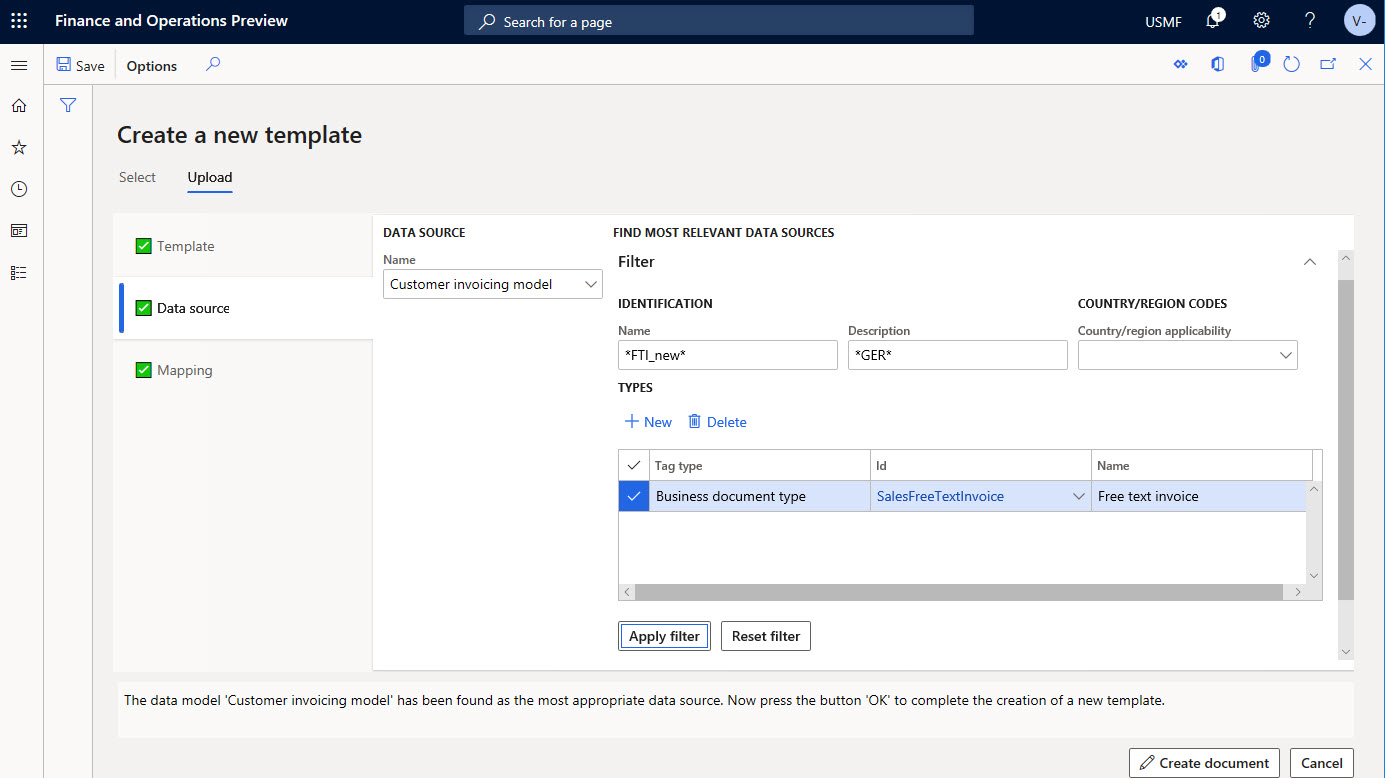 Finance and Operations Preview
Search for a page
USMF
1
?
V-
Save
Options
0
Create a new template
Select
Upload
Template
Data source
Mapping
DATA SOURCE
Name
Customer invoicing model
FIND MOST RELEVANT DATA SOURCES
Filter
IDENTIFICATION
COUNTRY/REGION CODES
Name
Description
Country/region applicability
*FTI_new*
*GER*
TYPES
New
Delete
Tag type
Id
Name
Business document type
SalesFreeTextInvoice
Free text invoice
Apply filter
Reset filter
The data model 'Customer invoicing model' has been found as the most appropriate data source. Now press the button 'OK' to complete the creation of a new template.
Create document
Cancel